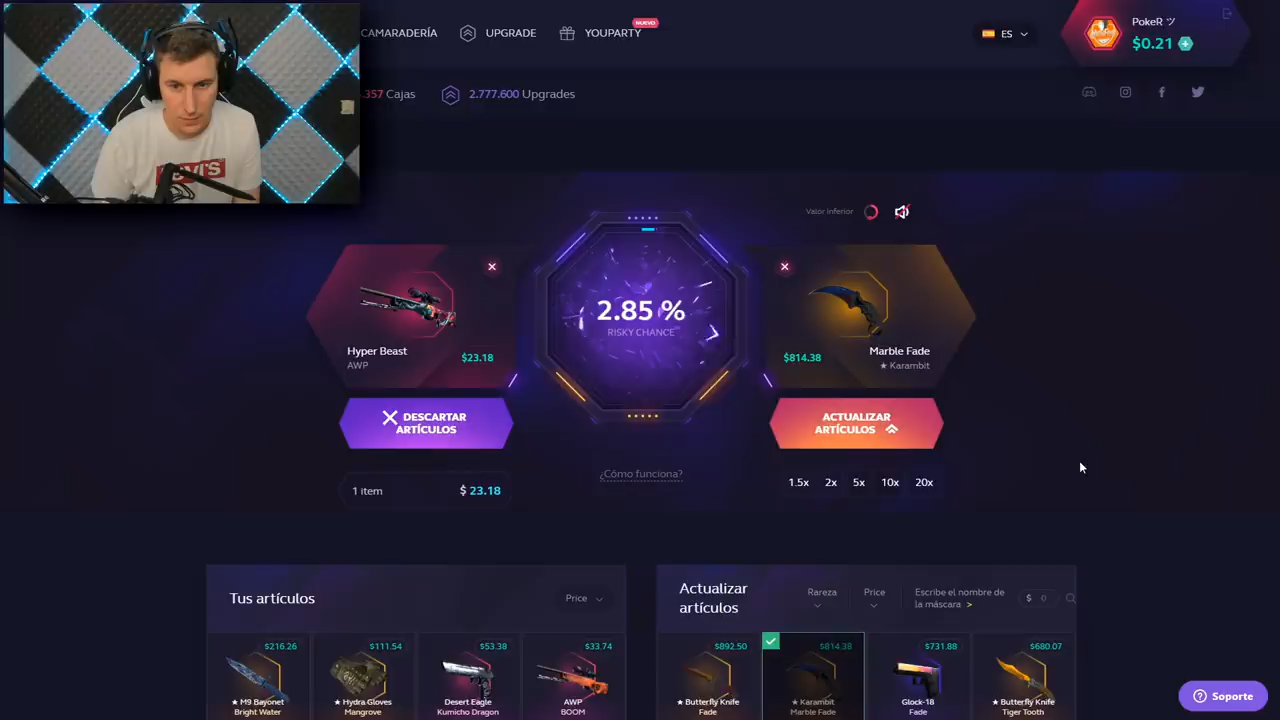 CAMARADERÍA
UPGRADE
YOUPARTY
NUEVO
ES
PokeR ツ
$0.21
.357 Cajas
2.777.600 Upgrades
LEVI'S
Valor inferior
2.85 %
RISKY CHANCE
Hyper Beast
AWP
$23.18
$814.38
Marble Fade
★ Karambit
DESCARTAR
ARTÍCULOS
ACTUALIZAR
ARTÍCULOS
1 item
$ 23.18
¿Cómo funciona?
1.5x 2x 5x 10x 20x
Tus artículos
Price
Actualizar
artículos
Rareza
Price
Escribe el nombre de
la máscara >
$ 0
$216.26
★ M9 Bayonet
Bright Water
$111.54
★ Hydra Gloves
Mangrove
$53.38
Desert Eagle
Kumicho Dragon
$33.74
AWP
BOOM
$892.50
★ Butterfly Knife
Fade
$814.38
★ Karambit
Marble Fade
$731.88
Glock-18
Fade
$680.07
★ Butterfly Knife
Tiger Tooth
Soporte